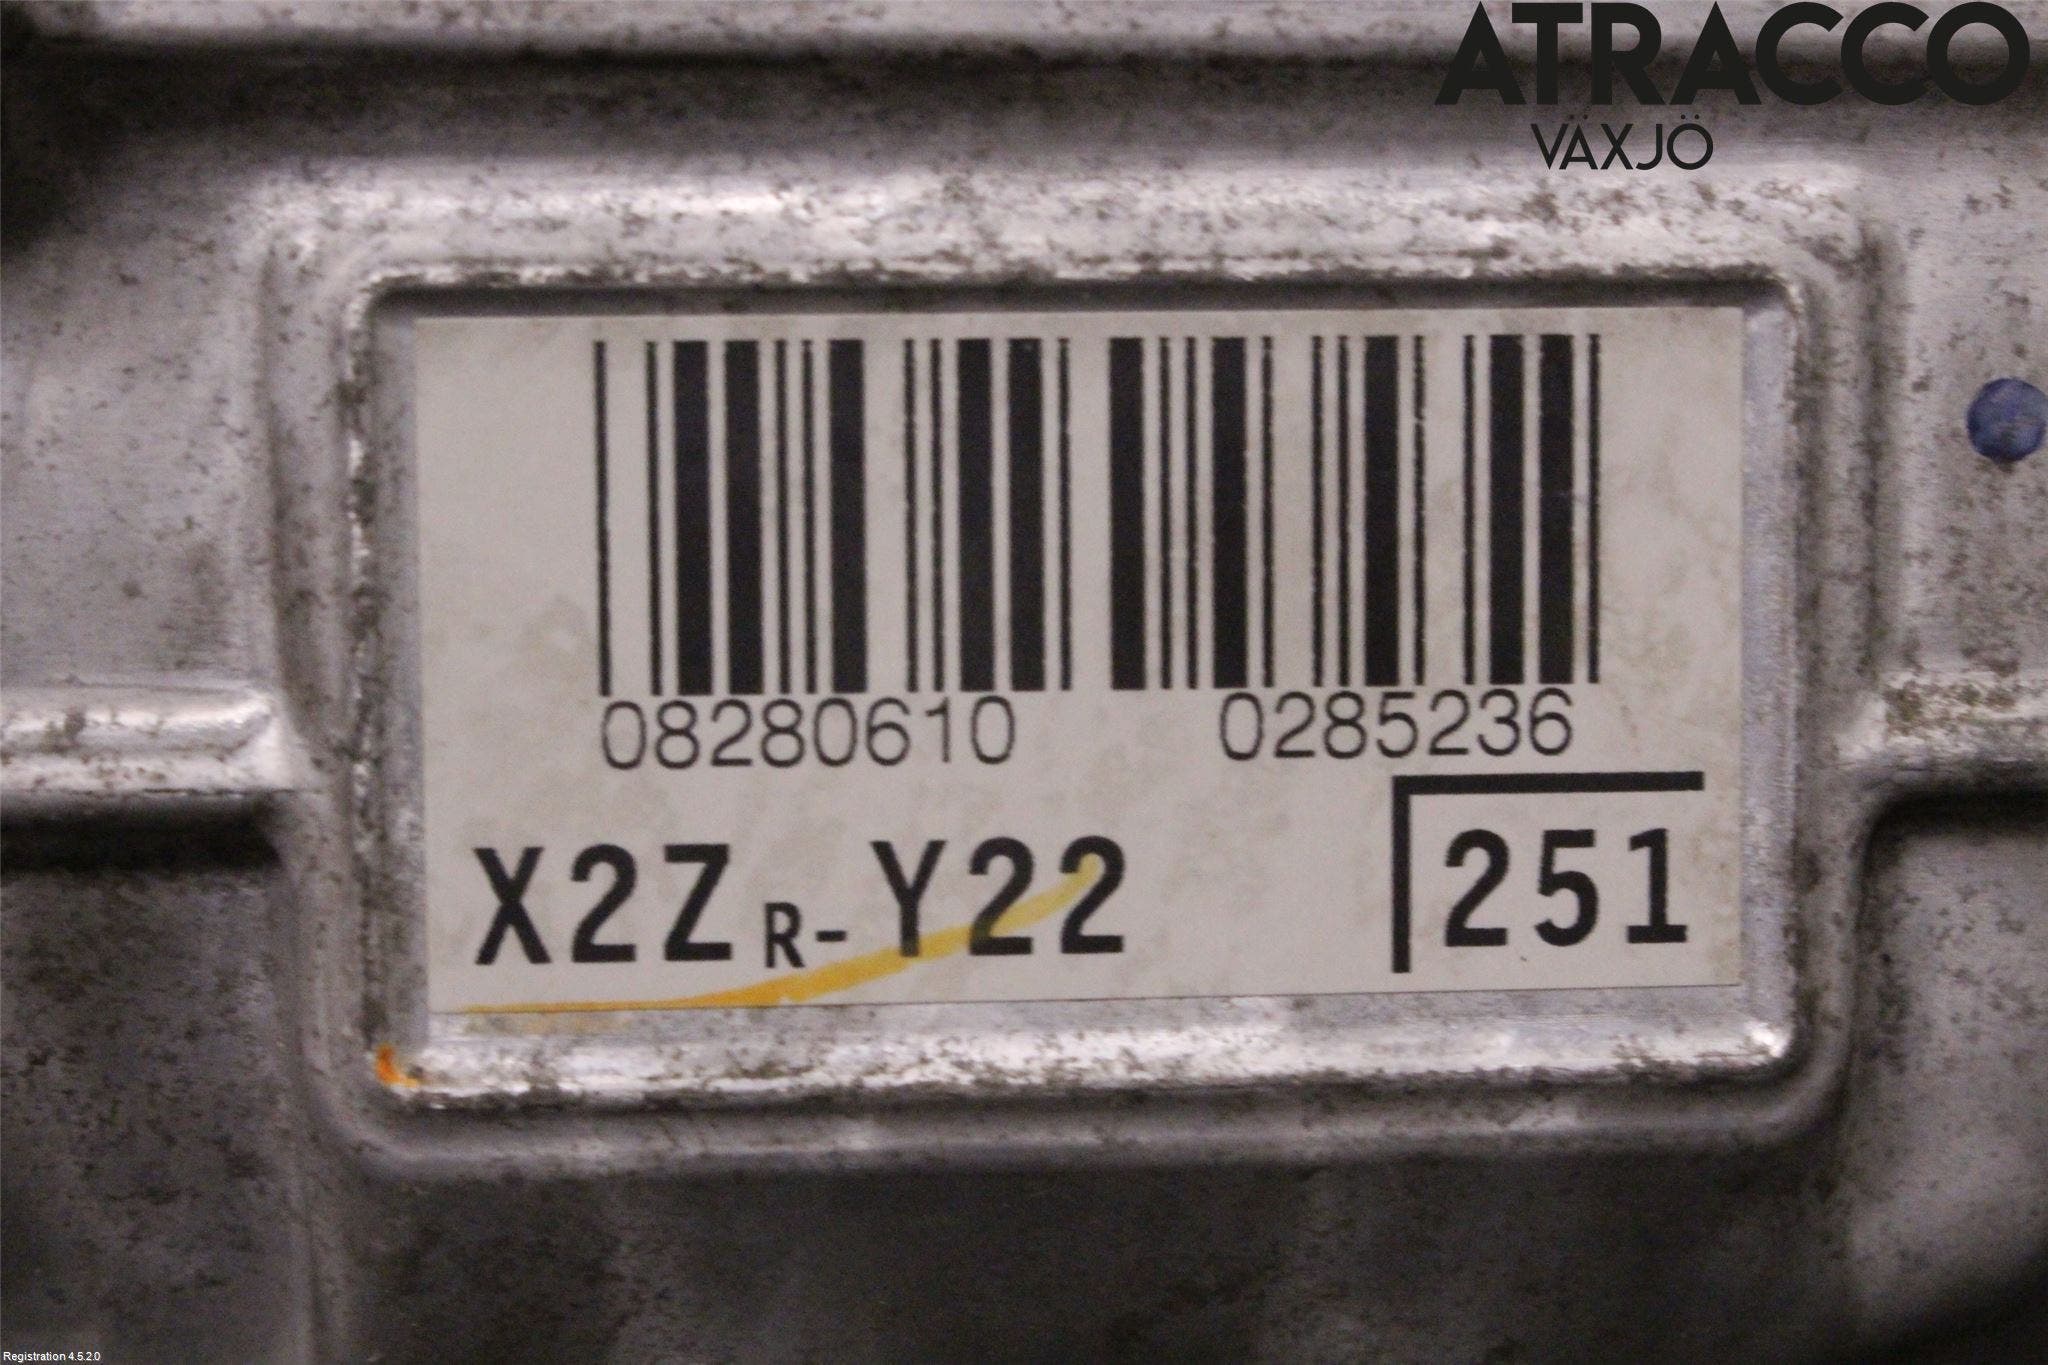 ATRACCO
VÄXJÖ
08280610 0285236
X2ZR-Y22 251
Registration 4.5.2.0